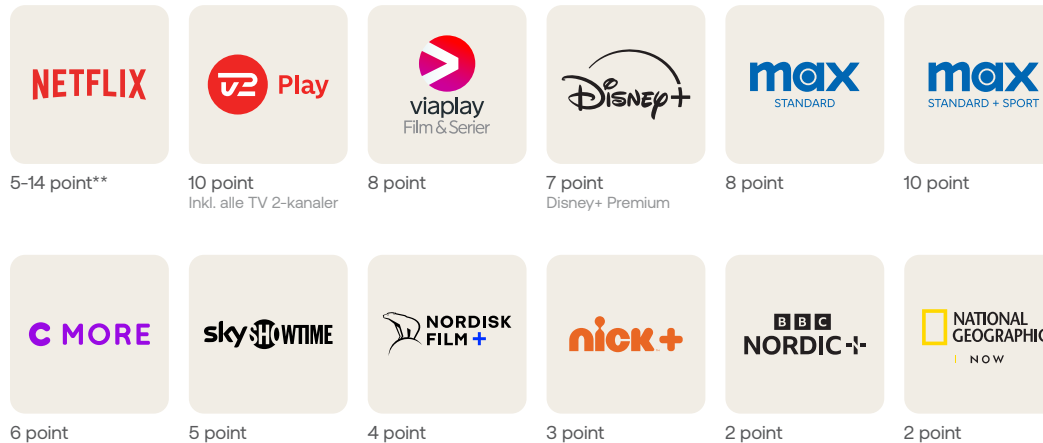 NETFLIX
5-14 point**
TV2 Play
10 point
Inkl. alle TV 2-kanaler
viaplay
Film & Serier
8 point
Disney+
7 point
Disney+ Premium
max
STANDARD
8 point
max
STANDARD + SPORT
10 point
C MORE
6 point
sky SHOWTIME
5 point
NORDISK
FILM +
4 point
nick+
3 point
BBC
NORDIC+
2 point
NATIONAL
GEOGRAPHIC
NOW
2 point